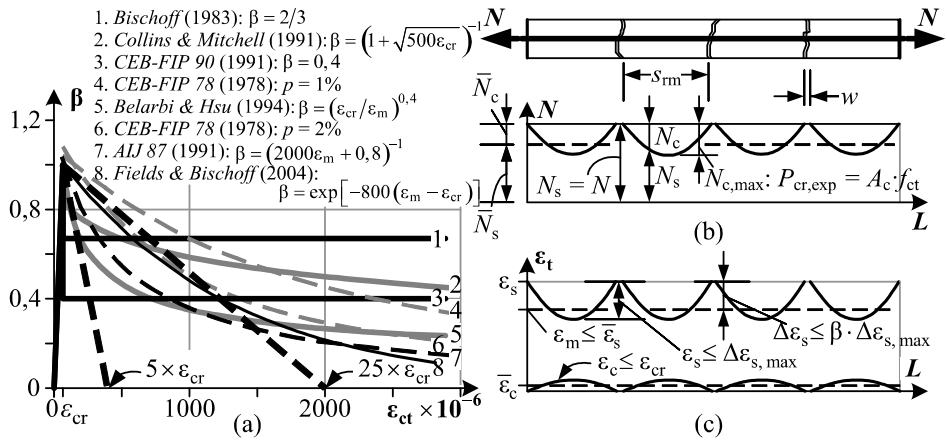 1. Bischoff (1983): β = 2/3
2. Collins & Mitchell (1991): β = (1+√500ε_cr)^−1
3. CEB-FIP 90 (1991): β = 0,4
4. CEB-FIP 78 (1978): p = 1%
5. Belarbi & Hsu (1994): β = (ε_cr/ε_m)^0,4
6. CEB-FIP 78 (1978): p = 2%
7. AIJ 87 (1991): β = (2000ε_m + 0,8)^−1
8. Fields & Bischoff (2004):
β = exp[−800(ε_m − ε_cr)]
β
1,2
0,8
0,4
0
1
2
3
4
5
6
7
8
5×ε_cr
25×ε_cr
0
ε_cr
1000
2000
ε_ct × 10^-6
(a)
N
N
s_rm
w
N̄_c
N
N_c
N_s = N
N_s
N_c,max: P_cr,exp = A_c·f_ct
N̄_s
L
(b)
ε_t
ε_s
ε_m ≤ ε̄_s
ε_s ≤ Δε_s,max
Δε_s ≤ β · Δε_s,max
ε_c ≤ ε_cr
ε̄_c
L
(c)